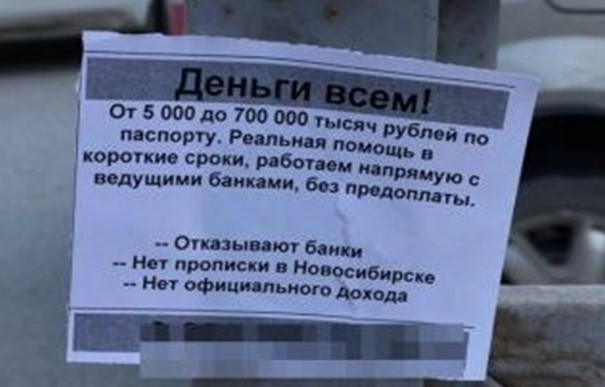 Деньги всем!
От 5 000 до 700 000 тысяч рублей по
паспорту. Реальная помощь в
короткие сроки, работаем напрямую с
ведущими банками, без предоплаты.
-- Отказывают банки
-- Нет прописки в Новосибирске
-- Нет официального дохода